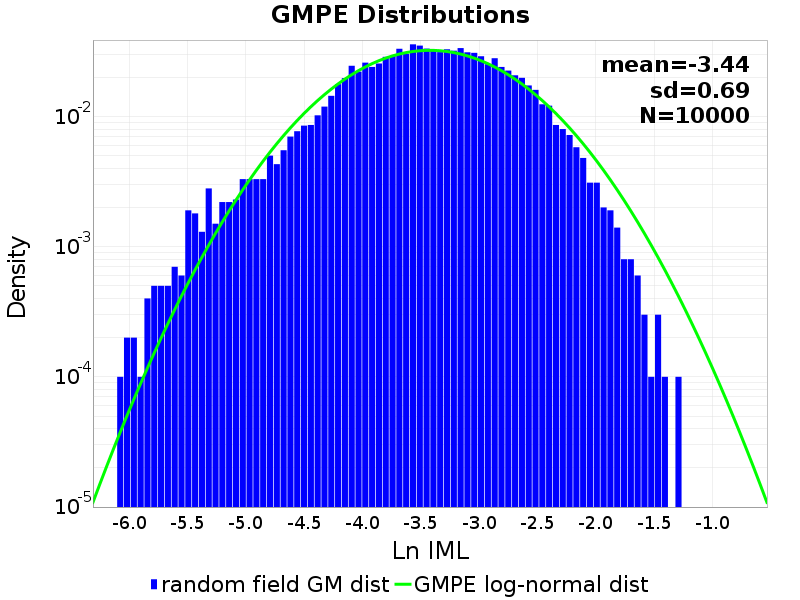 GMPE Distributions
mean=-3.44
sd=0.69
N=10000
10^-2
10^-3
10^-4
10^-5
Density
-6.0 -5.5 -5.0 -4.5 -4.0 -3.5 -3.0 -2.5 -2.0 -1.5 -1.0
Ln IML
random field GM dist GMPE log-normal dist